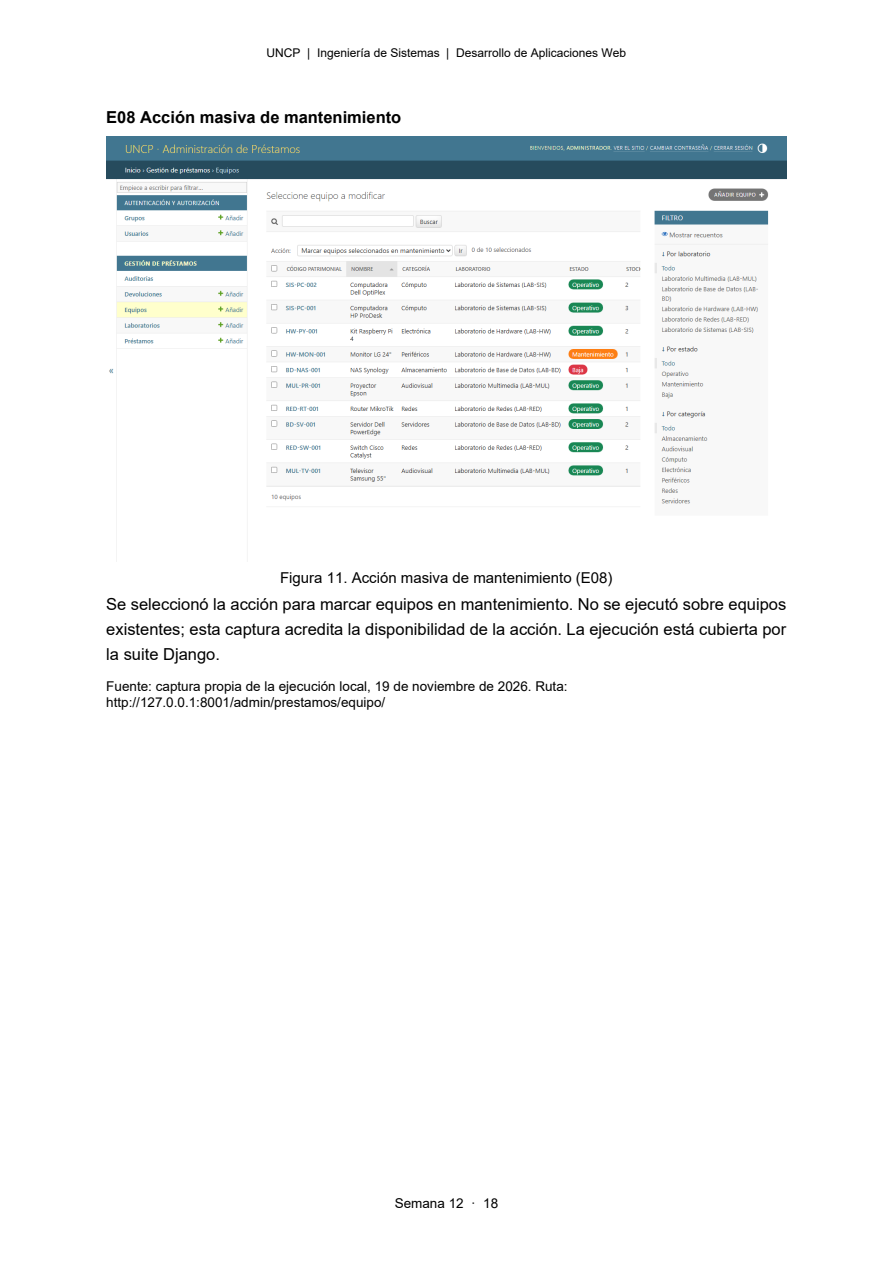 UNCP | Ingeniería de Sistemas | Desarrollo de Aplicaciones Web
E08 Acción masiva de mantenimiento
UNCP · Administración de Préstamos
BIENVENIDOS, ADMINISTRADOR. VER EL SITIO / CAMBIAR CONTRASEÑA / CERRAR SESIÓN
Inicio › Gestión de préstamos › Equipos
Empiece a escribir para filtrar...
AUTENTICACIÓN Y AUTORIZACIÓN
Grupos + Añadir
Usuarios + Añadir
GESTIÓN DE PRÉSTAMOS
Auditorías
Devoluciones + Añadir
Equipos + Añadir
Laboratorios + Añadir
Préstamos + Añadir
«
Seleccione equipo a modificar
AÑADIR EQUIPO +
Buscar
Acción: Marcar equipos seleccionados en mantenimiento Ir 0 de 10 seleccionados
CÓDIGO PATRIMONIAL NOMBRE CATEGORÍA LABORATORIO ESTADO STOCK
SIS-PC-002 Computadora Dell OptiPlex Cómputo Laboratorio de Sistemas (LAB-SIS) Operativo 2
SIS-PC-001 Computadora HP ProDesk Cómputo Laboratorio de Sistemas (LAB-SIS) Operativo 3
HW-PY-001 Kit Raspberry Pi 4 Electrónica Laboratorio de Hardware (LAB-HW) Operativo 2
HW-MON-001 Monitor LG 24" Periféricos Laboratorio de Hardware (LAB-HW) Mantenimiento 1
BD-NAS-001 NAS Synology Almacenamiento Laboratorio de Base de Datos (LAB-BD) Baja 1
MUL-PR-001 Proyector Epson Audiovisual Laboratorio Multimedia (LAB-MUL) Operativo 1
RED-RT-001 Router MikroTik Redes Laboratorio de Redes (LAB-RED) Operativo 1
BD-SV-001 Servidor Dell PowerEdge Servidores Laboratorio de Base de Datos (LAB-BD) Operativo 2
RED-SW-001 Switch Cisco Catalyst Redes Laboratorio de Redes (LAB-RED) Operativo 2
MUL-TV-001 Televisor Samsung 55" Audiovisual Laboratorio Multimedia (LAB-MUL) Operativo 1
10 equipos
FILTRO
Mostrar recuentos
↓ Por laboratorio
Todo
Laboratorio Multimedia (LAB-MUL)
Laboratorio de Base de Datos (LAB-
BD)
Laboratorio de Hardware (LAB-HW)
Laboratorio de Redes (LAB-RED)
Laboratorio de Sistemas (LAB-SIS)
↓ Por estado
Todo
Operativo
Mantenimiento
Baja
↓ Por categoría
Todo
Almacenamiento
Audiovisual
Cómputo
Electrónica
Periféricos
Redes
Servidores
Figura 11. Acción masiva de mantenimiento (E08)
Se seleccionó la acción para marcar equipos en mantenimiento. No se ejecutó sobre equipos
existentes; esta captura acredita la disponibilidad de la acción. La ejecución está cubierta por
la suite Django.
Fuente: captura propia de la ejecución local, 19 de noviembre de 2026. Ruta:
http://127.0.0.1:8001/admin/prestamos/equipo/
Semana 12 · 18